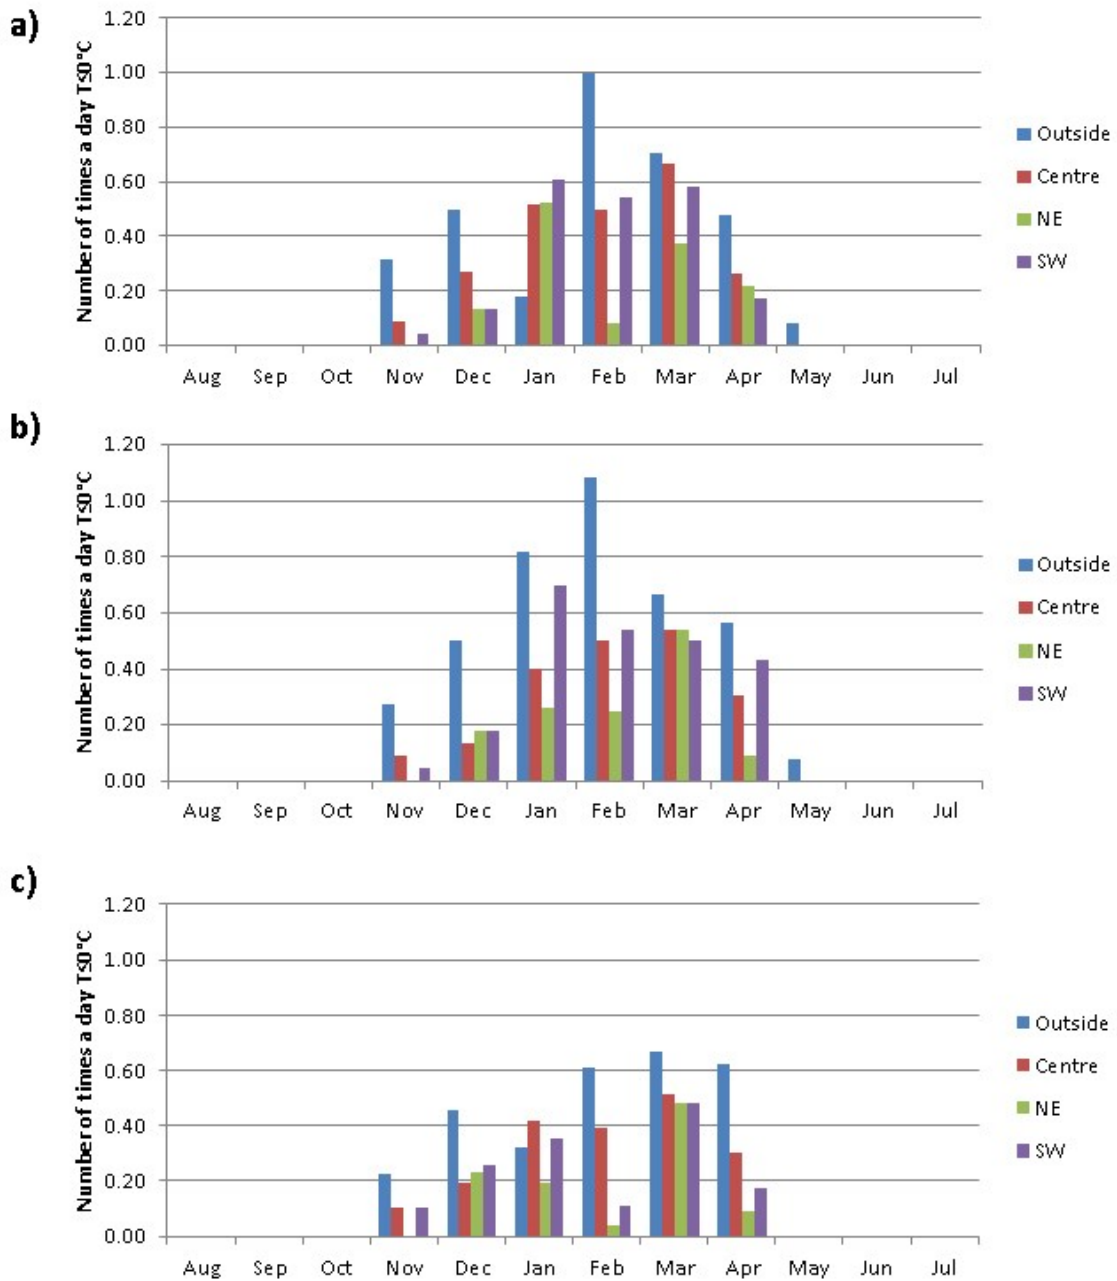 a)
Number of times a day T≤0°C
1.20
1.00
0.80
0.60
0.40
0.20
0.00
Aug Sep Oct Nov Dec Jan Feb Mar Apr May Jun Jul
Outside
Centre
NE
SW
b)
Number of times a day T≤0°C
1.20
1.00
0.80
0.60
0.40
0.20
0.00
Aug Sep Oct Nov Dec Jan Feb Mar Apr May Jun Jul
Outside
Centre
NE
SW
c)
Number of times a day T≤0°C
1.20
1.00
0.80
0.60
0.40
0.20
0.00
Aug Sep Oct Nov Dec Jan Feb Mar Apr May Jun Jul
Outside
Centre
NE
SW